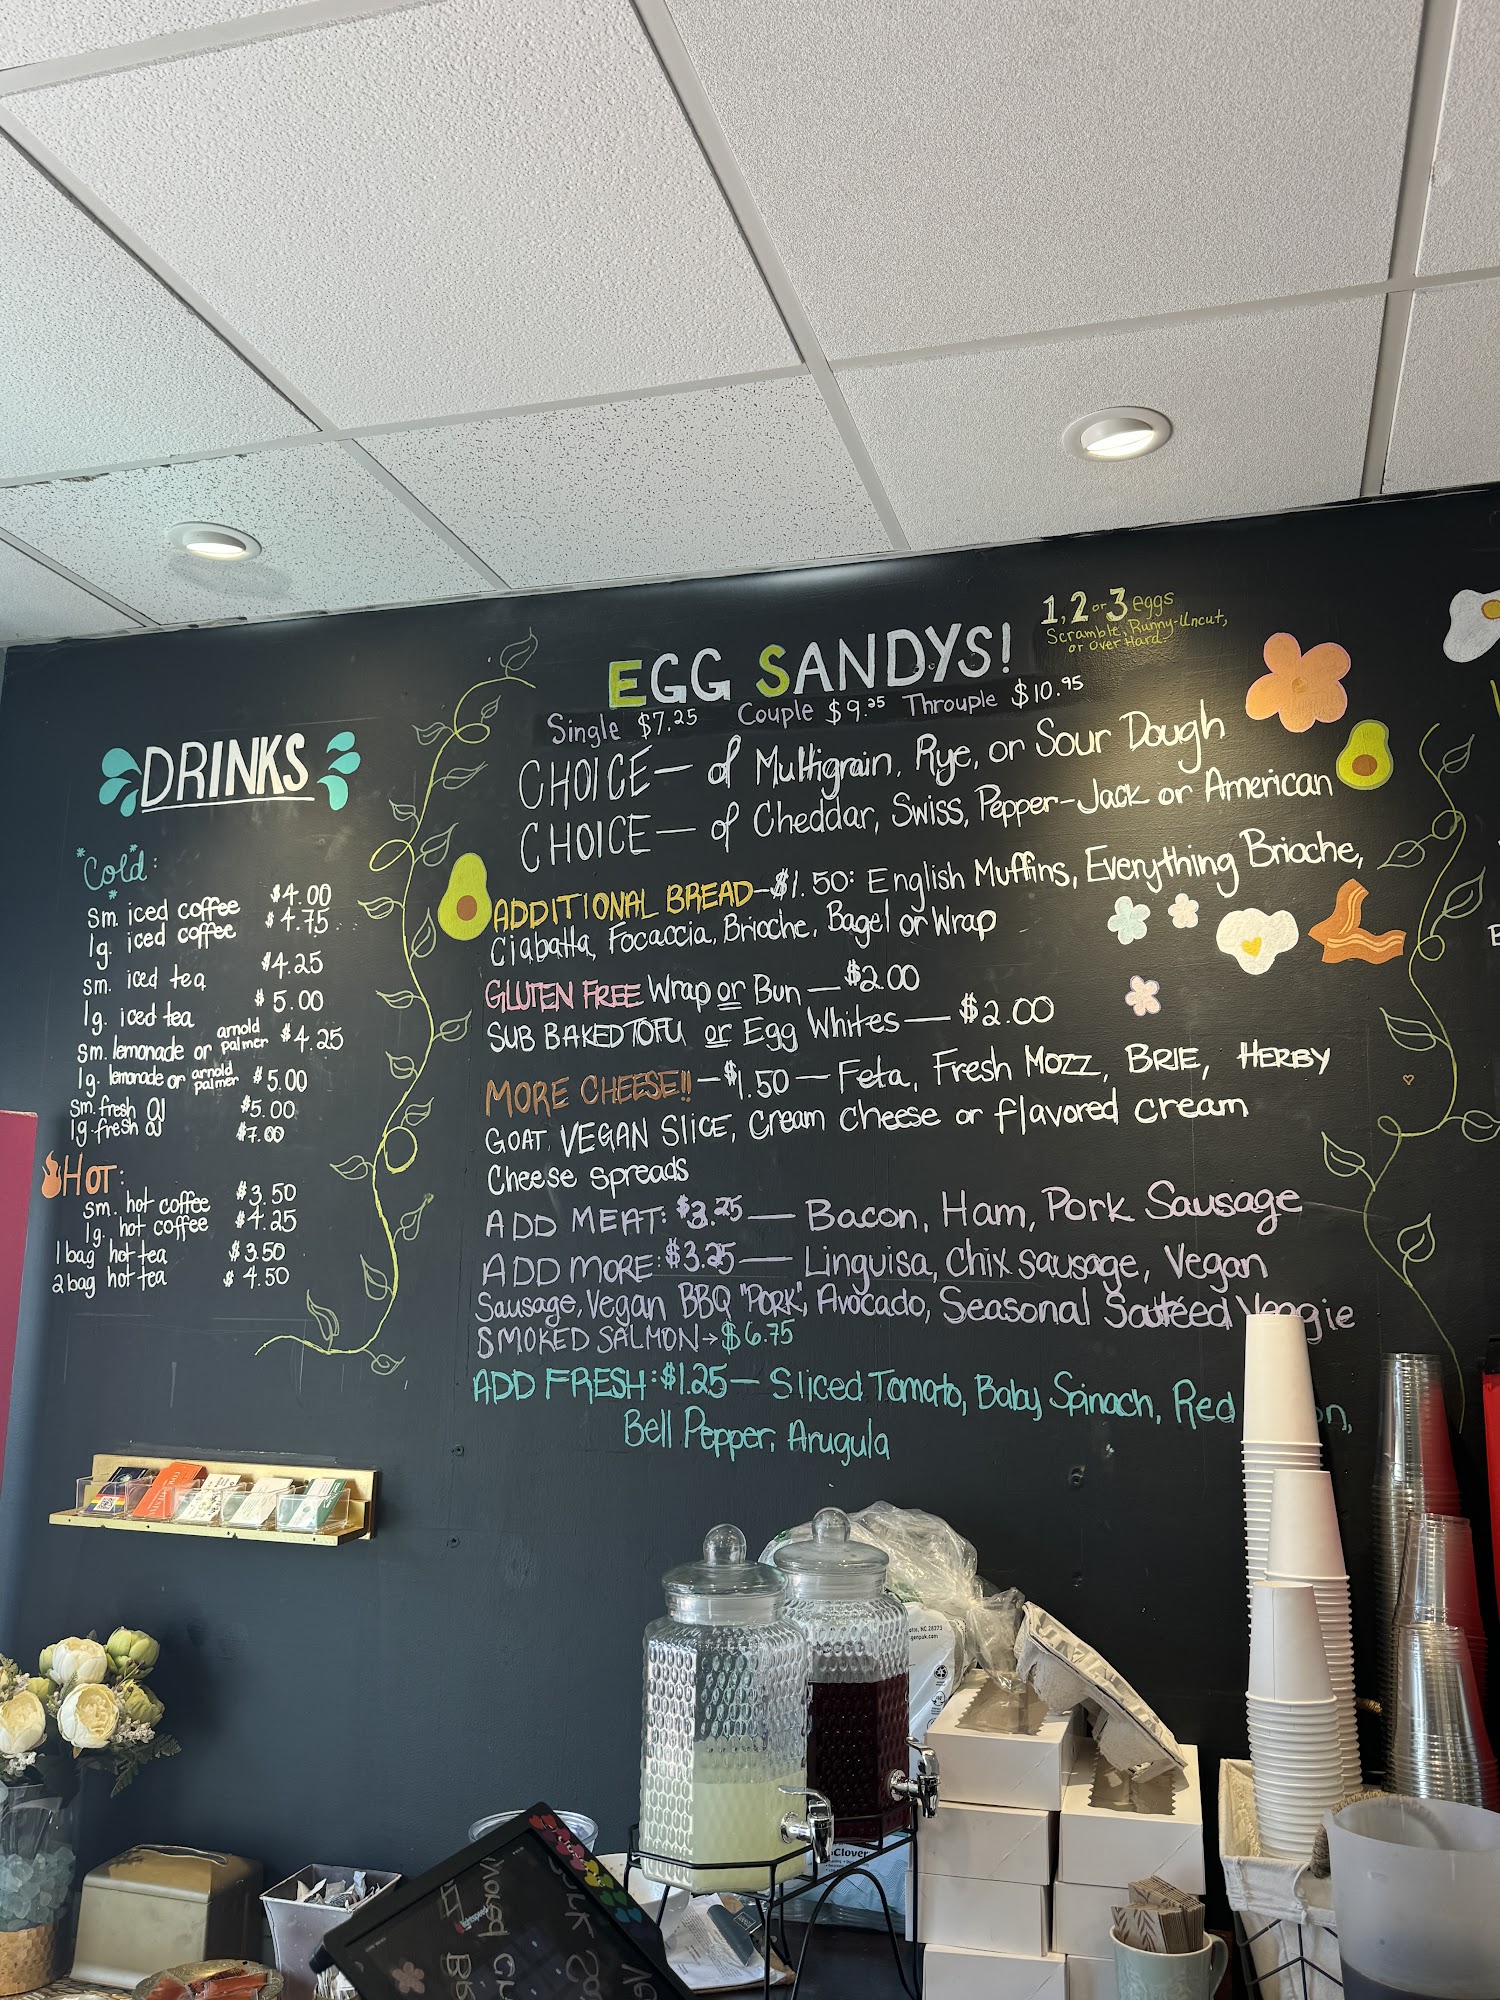 EGG SANDYS!
1, 2 or 3 eggs
Scramble, Runny-Uncut,
or Over Hard
Single $7.25 Couple $9.25 Throuple $10.95
CHOICE— of Multigrain, Rye, or Sour Dough
CHOICE— of Cheddar, Swiss, Pepper-Jack or American
ADDITIONAL BREAD-$1.50: English Muffins, Everything Brioche,
Ciabatta, Focaccia, Brioche, Bagel or Wrap
GLUTEN FREE Wrap or Bun — $2.00
SUB BAKED TOFU or Egg Whites — $2.00
MORE CHEESE!! — $1.50 — Feta, Fresh MOZZ, BRIE, HERBY
GOAT, VEGAN SLICE, Cream Cheese or flavored cream
Cheese spreads
ADD MEAT: $3.25 — Bacon, Ham, Pork Sausage
ADD MORE: $3.25 — Linguisa, Chix sausage, Vegan
Sausage, Vegan BBQ "PORK", Avocado, Seasonal Sautéed Veggie
SMOKED SALMON→$6.75
ADD FRESH: $1.25— Sliced Tomato, Baby Spinach, Red
Bell Pepper, Arugula
DRINKS
*Cold*:
sm. iced coffee $4.00
lg. iced coffee $4.75
sm. iced tea $4.25
lg. iced tea $5.00
sm. lemonade or arnold palmer $4.25
lg. lemonade or arnold palmer $5.00
sm. fresh OJ $5.00
lg. fresh OJ $7.00
HOT:
sm. hot coffee $3.50
lg. hot coffee $4.25
1 bag hot tea $3.50
2 bag hot tea $4.50